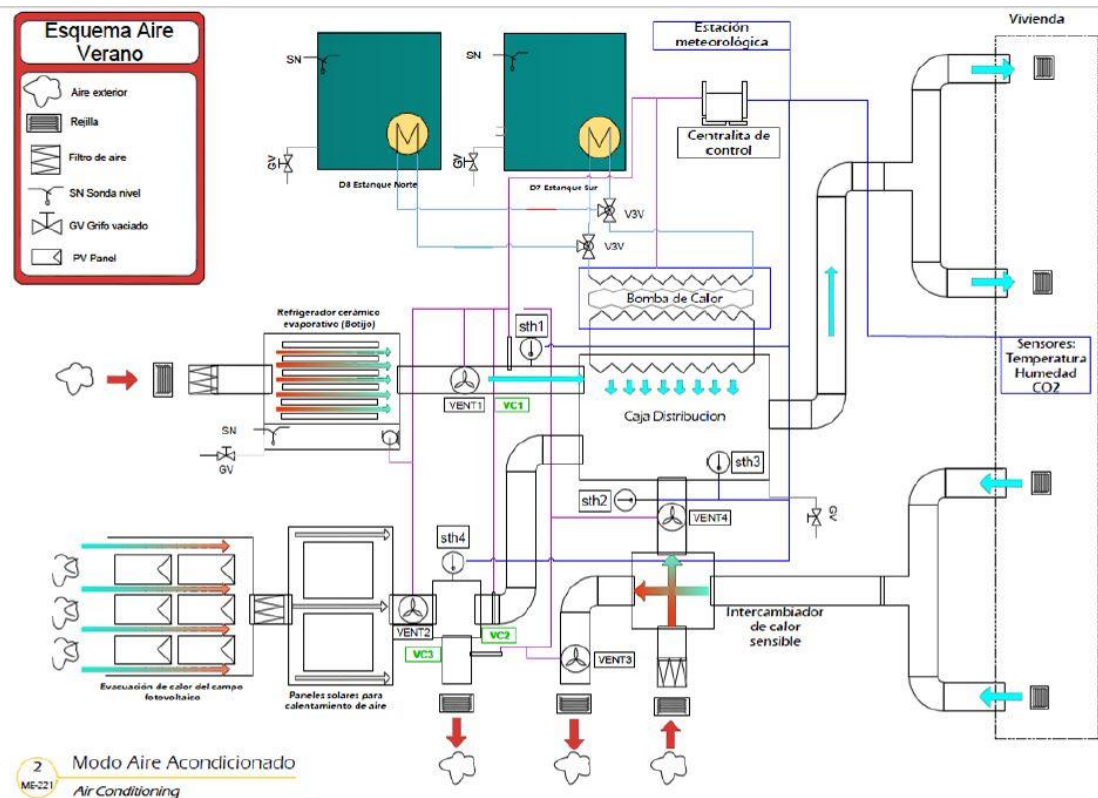 Esquema Aire
Verano
Aire exterior
Rejilla
Filtro de aire
SN Sonda nivel
GV Grifo vaciado
PV Panel
SN
GV
D8 Estanque Norte
SN
GV
D7 Estanque Sur
V3V
V3V
Estación
meteorológica
Centralita de
control
Vivienda
Bomba de Calor
Refrigerador cerámico
evaporativo (Botijo)
sth1
VENT1
VC1
Caja Distribucion
SN
GV
Sensores:
Temperatura
Humedad
CO2
sth3
sth2
VENT4
GV
sth4
VENT2
VC2
VC3
VENT3
Intercambiador
de calor
sensible
Evacuación de calor del campo
fotovoltaico
Paneles solares para
calentamiento de aire
2
ME-221
Modo Aire Acondicionado
Air Conditioning